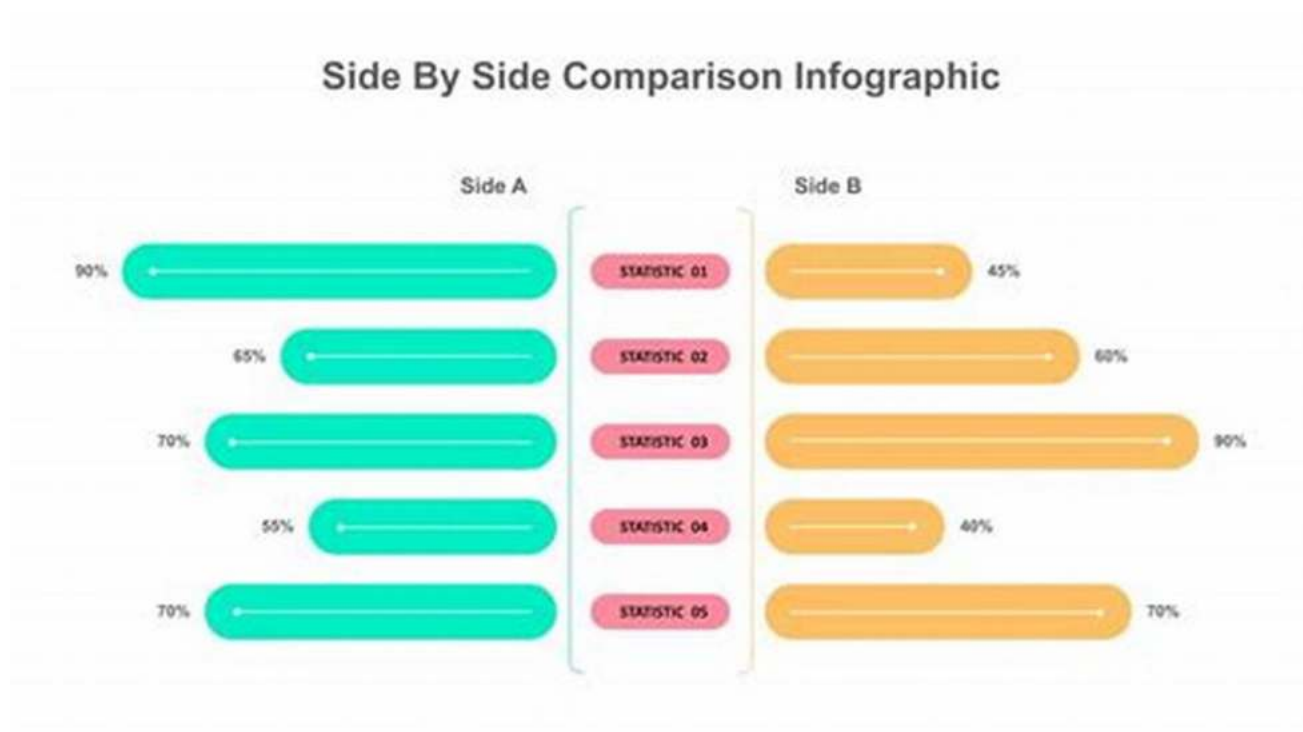 Side By Side Comparison Infographic
Side A Side B
90% STATISTIC 01 45%
65% STATISTIC 02 60%
70% STATISTIC 03 90%
55% STATISTIC 04 40%
70% STATISTIC 05 70%